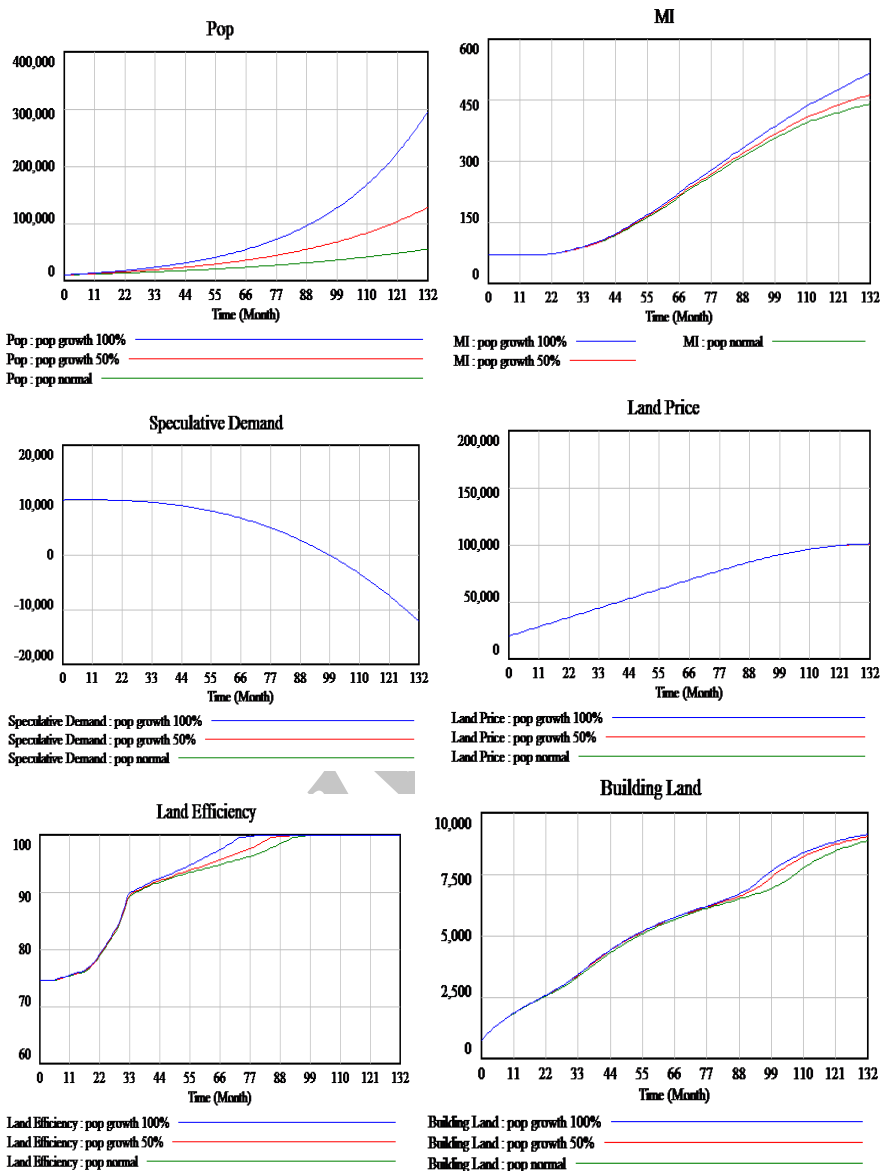 Pop
400,000
300,000
200,000
100,000
0
0 11 22 33 44 55 66 77 88 99 110 121 132
Time (Month)
Pop : pop growth 100%
Pop : pop growth 50%
Pop : pop normal
MI
600
450
300
150
0
0 11 22 33 44 55 66 77 88 99 110 121 132
Time (Month)
MI : pop growth 100% MI : pop normal
MI : pop growth 50%
Speculative Demand
20,000
10,000
0
-10,000
-20,000
0 11 22 33 44 55 66 77 88 99 110 121 132
Time (Month)
Speculative Demand : pop growth 100%
Speculative Demand : pop growth 50%
Speculative Demand : pop normal
Land Price
200,000
150,000
100,000
50,000
0
0 11 22 33 44 55 66 77 88 99 110 121 132
Time (Month)
Land Price : pop growth 100%
Land Price : pop growth 50%
Land Price : pop normal
Land Efficiency
100
90
80
70
60
0 11 22 33 44 55 66 77 88 99 110 121 132
Time (Month)
Land Efficiency : pop growth 100%
Land Efficiency : pop growth 50%
Land Efficiency : pop normal
Building Land
10,000
7,500
5,000
2,500
0
0 11 22 33 44 55 66 77 88 99 110 121 132
Time (Month)
Building Land : pop growth 100%
Building Land : pop growth 50%
Building Land : pop normal